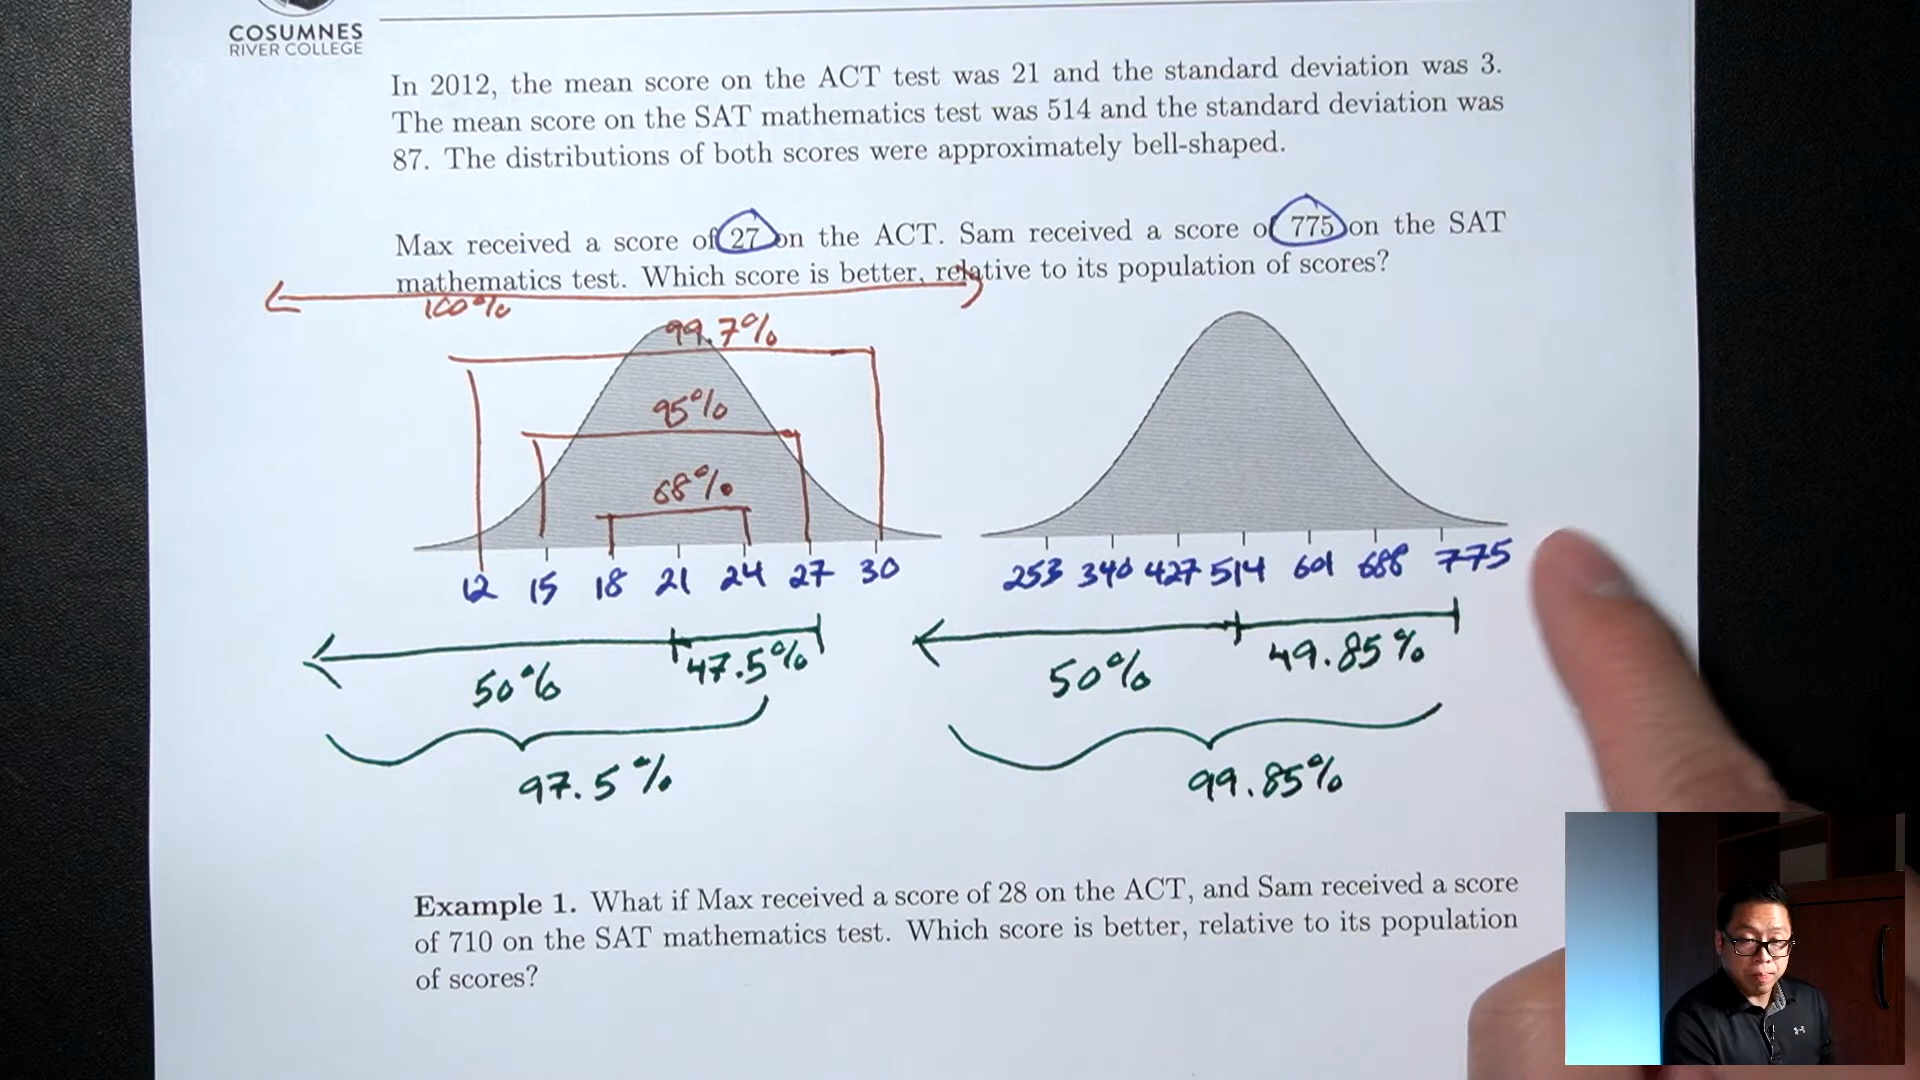 COSUMNES
RIVER COLLEGE
In 2012, the mean score on the ACT test was 21 and the standard deviation was 3.
The mean score on the SAT mathematics test was 514 and the standard deviation was
87. The distributions of both scores were approximately bell-shaped.
Max received a score of 27 on the ACT. Sam received a score of 775 on the SAT
mathematics test. Which score is better, relative to its population of scores?
100%
99.7%
95%
68%
12 15 18 21 24 27 30
253 340 427 514 601 688 775
50% 47.5%
50% 49.85%
97.5%
99.85%
Example 1. What if Max received a score of 28 on the ACT, and Sam received a score
of 710 on the SAT mathematics test. Which score is better, relative to its population
of scores?